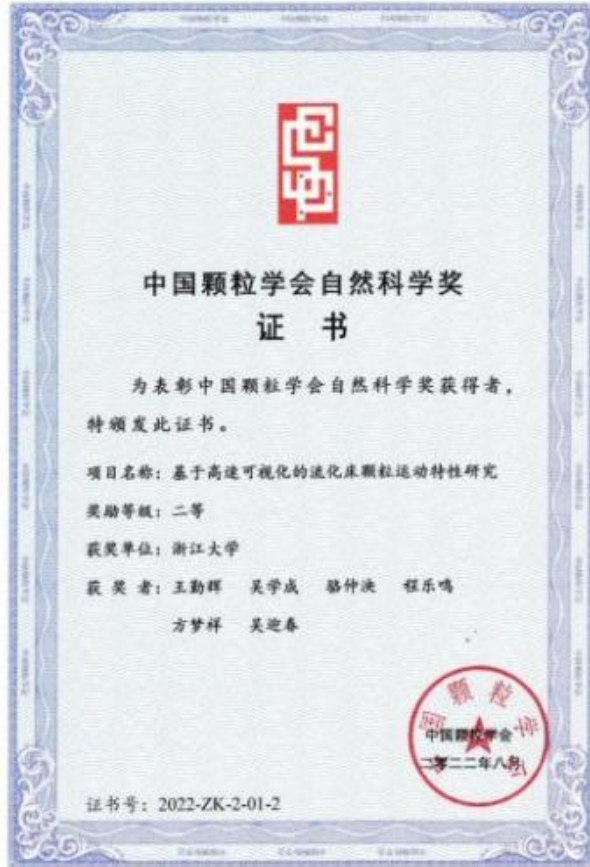 中国颗粒学会自然科学奖
证 书
为表彰中国颗粒学会自然科学奖获得者，
特颁发此证书。
项目名称：基于高速可视化的流化床颗粒运动特性研究
奖励等级：二等
获奖单位：浙江大学
获 奖 者：王勤辉 吴学成 骆仲泱 程乐鸣
方梦祥 吴迎春
中国颗粒学会
中国颗粒学会
二零二二年八月
证书号：2022-ZK-2-01-2